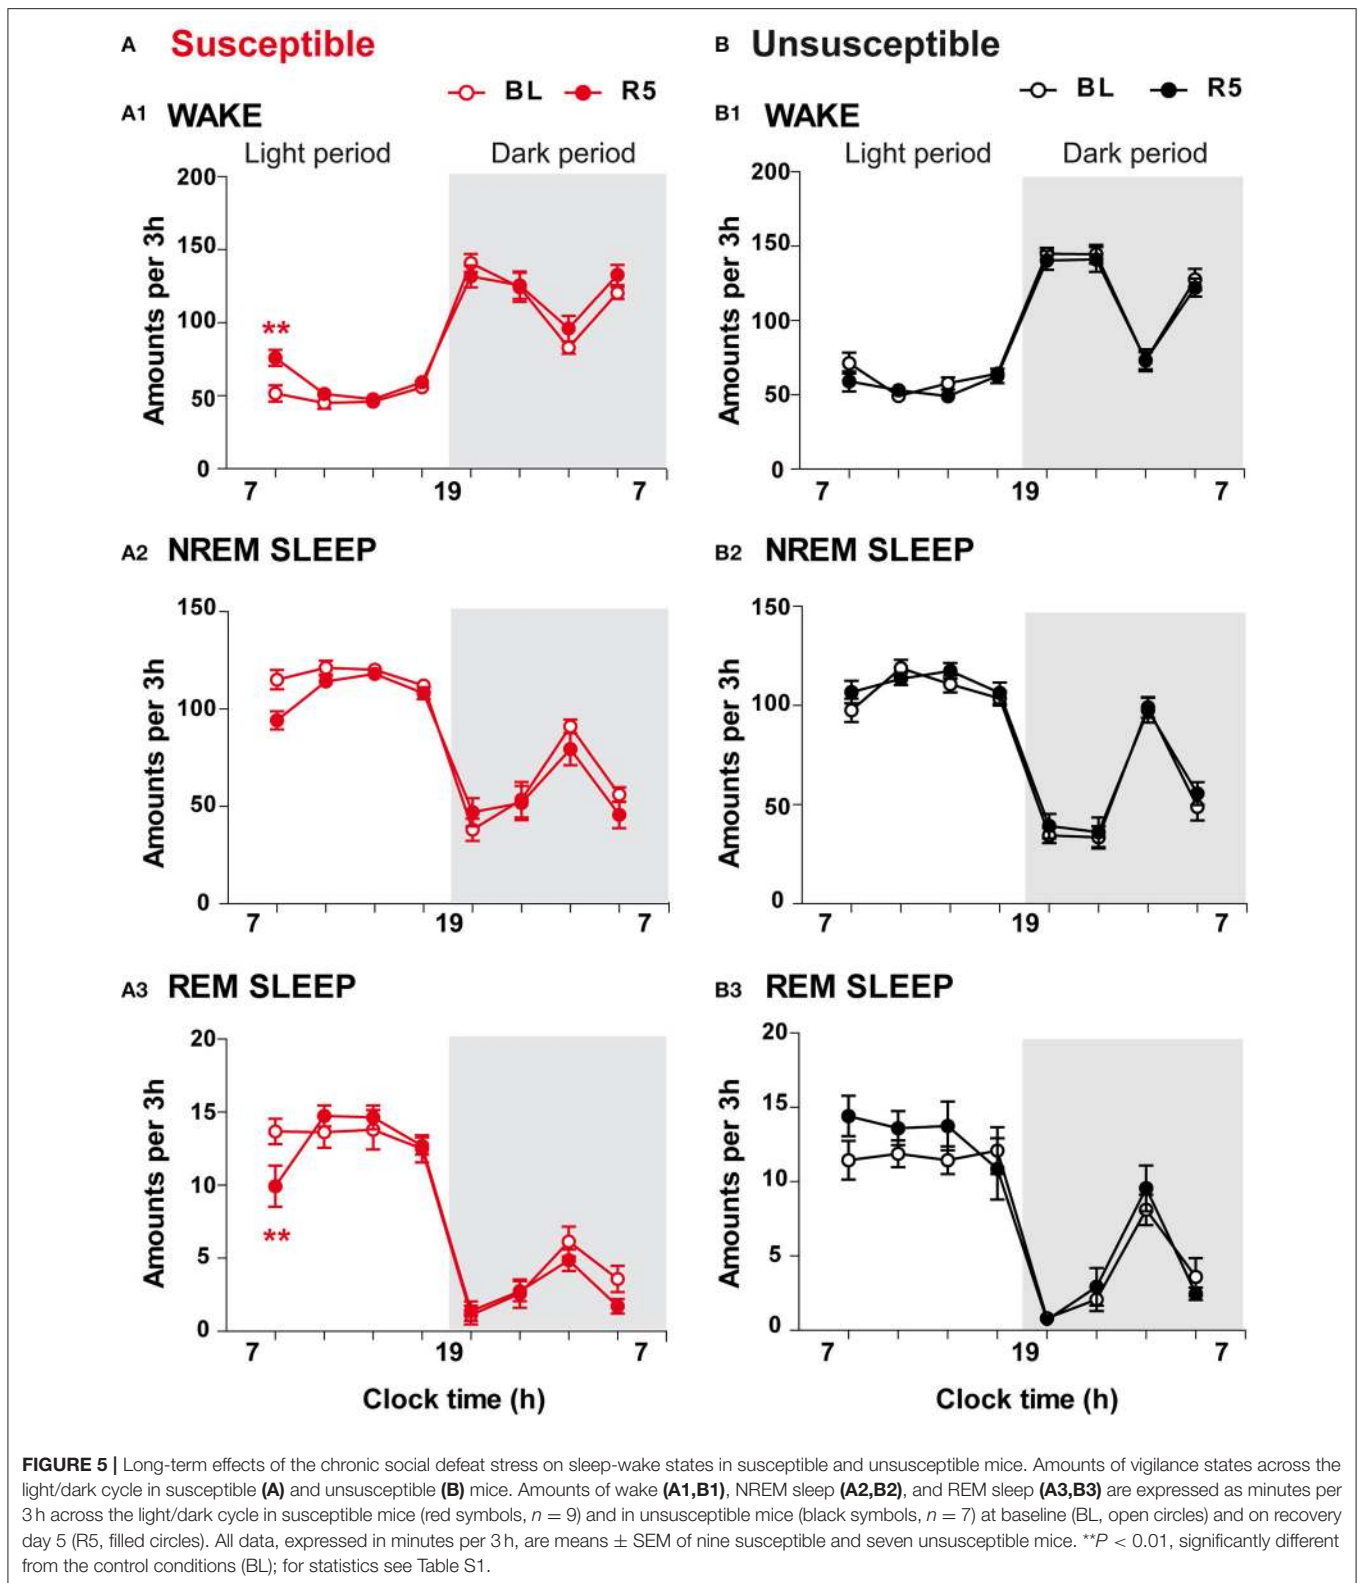 A Susceptible
BL R5
A1 WAKE
Light period Dark period
Amounts per 3h
200
150
100
50
0
**
7 19 7
B Unsusceptible
BL R5
B1 WAKE
Light period Dark period
Amounts per 3h
200
150
100
50
0
7 19 7
A2 NREM SLEEP
Amounts per 3h
150
100
50
0
7 19 7
B2 NREM SLEEP
Amounts per 3h
150
100
50
0
7 19 7
A3 REM SLEEP
Amounts per 3h
20
15
10
5
0
**
7 19 7
Clock time (h)
B3 REM SLEEP
Amounts per 3h
20
15
10
5
0
7 19 7
Clock time (h)
FIGURE 5 | Long-term effects of the chronic social defeat stress on sleep-wake states in susceptible and unsusceptible mice. Amounts of vigilance states across the
light/dark cycle in susceptible (A) and unsusceptible (B) mice. Amounts of wake (A1,B1), NREM sleep (A2,B2), and REM sleep (A3,B3) are expressed as minutes per
3 h across the light/dark cycle in susceptible mice (red symbols, n = 9) and in unsusceptible mice (black symbols, n = 7) at baseline (BL, open circles) and on recovery
day 5 (R5, filled circles). All data, expressed in minutes per 3 h, are means ± SEM of nine susceptible and seven unsusceptible mice. **P < 0.01, significantly different
from the control conditions (BL); for statistics see Table S1.